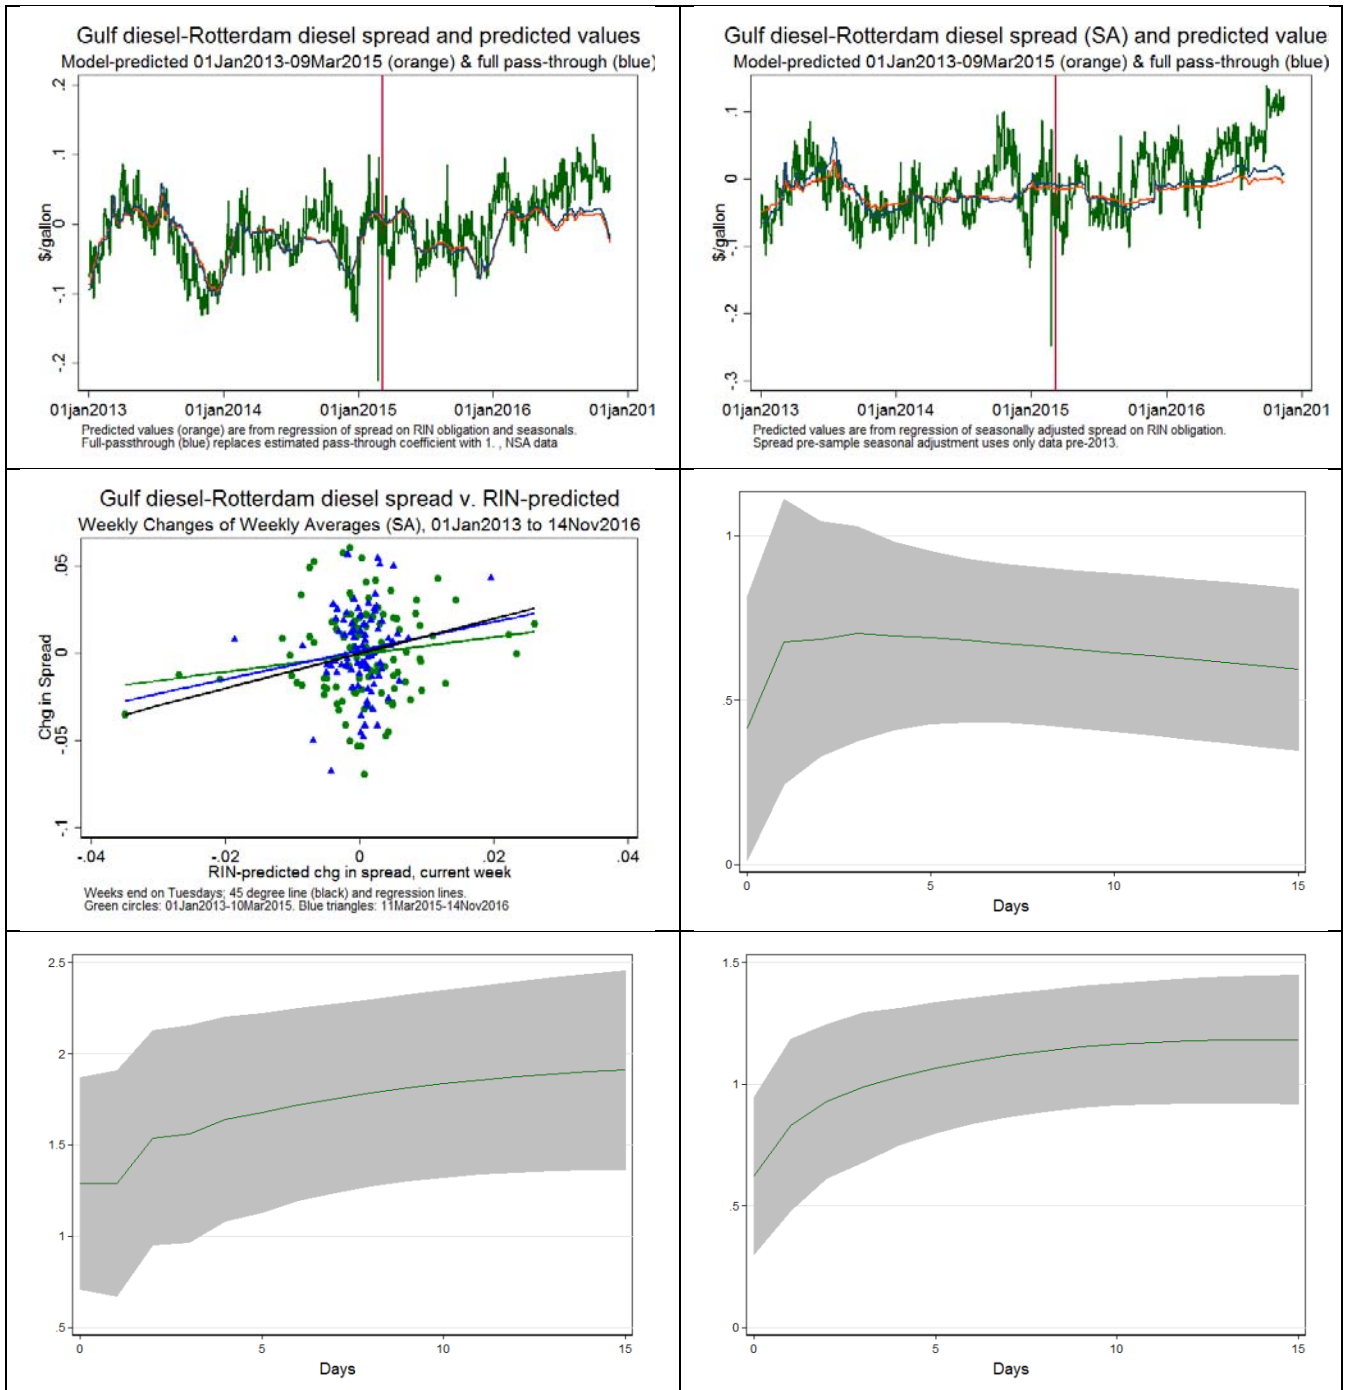 Gulf diesel-Rotterdam diesel spread and predicted values
Model-predicted 01Jan2013-09Mar2015 (orange) & full pass-through (blue)
$/gallon
.2
.1
0
-.1
-.2
01jan2013 01jan2014 01jan2015 01jan2016 01jan201
Predicted values (orange) are from regression of spread on RIN obligation and seasonals.
Full-passthrough (blue) replaces estimated pass-through coefficient with 1. , NSA data
Gulf diesel-Rotterdam diesel spread (SA) and predicted value
Model-predicted 01Jan2013-09Mar2015 (orange) & full pass-through (blue)
$/gallon
.1
0
-.1
-.2
-.3
01jan2013 01jan2014 01jan2015 01jan2016 01jan201
Predicted values are from regression of seasonally adjusted spread on RIN obligation.
Spread pre-sample seasonal adjustment uses only data pre-2013.
Gulf diesel-Rotterdam diesel spread v. RIN-predicted
Weekly Changes of Weekly Averages (SA), 01Jan2013 to 14Nov2016
Chg in Spread
.05
0
-.05
-.1
-.04 -.02 0 .02 .04
RIN-predicted chg in spread, current week
Weeks end on Tuesdays; 45 degree line (black) and regression lines.
Green circles: 01Jan2013-10Mar2015. Blue triangles: 11Mar2015-14Nov2016
1
.5
0
0 5 10 15
Days
2.5
2
1.5
1
.5
0 5 10 15
Days
1.5
1
.5
0
0 5 10 15
Days